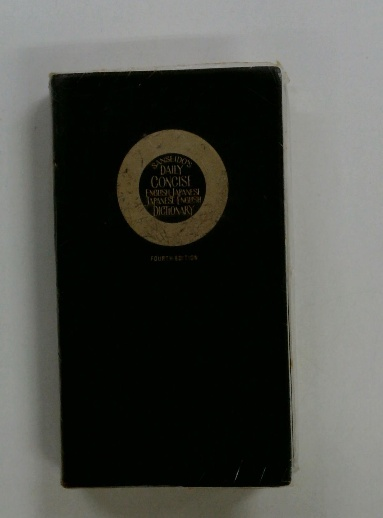 SANSEIDO'S
DAILY
CONCISE
ENGLISH-JAPANESE
JAPANESE-ENGLISH
DICTIONARY
FOURTH EDITION